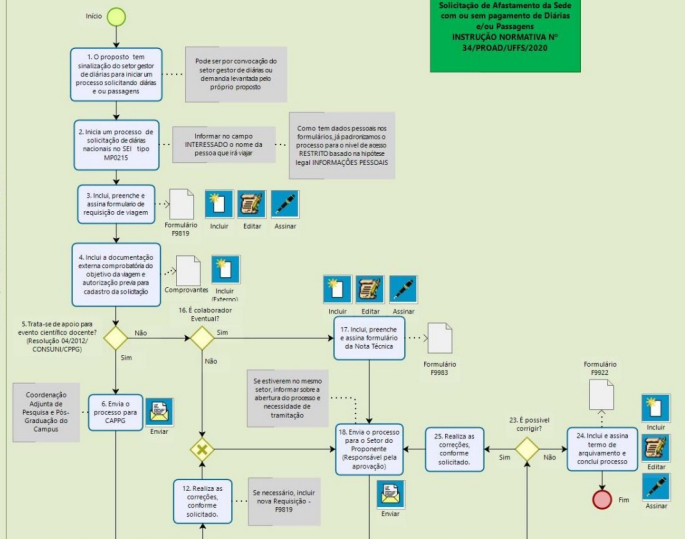 Solicitação de Afastamento da Sede
com ou sem pagamento de Diárias
e/ou Passagens
INSTRUÇÃO NORMATIVA Nº
34/PROAD/UFFS/2020
Início
1. O proposto tem
sinalização do setor gestor
de diárias para iniciar um
processo solicitando diárias
e ou passagens
Pode ser por convocação do
setor gestor de diárias ou
demanda levantada pelo
próprio proposto
2. Inicia um processo de
solicitação de diárias
nacionais no SEI tipo
MP0215
Informar no campo
INTERESSADO o nome da
pessoa que irá viajar
Como tem dados pessoais nos
formulários, já padronizamos o
processo para o nível de acesso
RESTRITO basado na hipótese
legal INFORMAÇÕES PESSOAIS
3. Inclui, preenche e
assina formulario de
requisição de viagem
Formulário
F9819
Incluir
Editar
Assinar
4. Inclui a documentação
externa comprobatória do
objetivo da viagem e
autorização prévia para
cadastro da solicitação
Comprovantes
Incluir
(Externo)
Incluir
Editar
Assinar
5. Trata-se de apoio para
evento científico docente?
(Resolução 04/2012/
CONSUNI/CPPG)
Não
Sim
16. É colaborador
Eventual?
Sim
Não
17. Inclui, preenche
e assina formulário
da Nota Técnica
Formulário
F9983
Coordenação
Adjunta de
Pesquisa e Pós-
Graduação do
Campus
6. Envia o
processo para
CAPPG
Enviar
Se estiverem no mesmo
setor, informar sobre a
abertura do processo e
necessidade de
tramitação
18. Envia o processo
para o Setor do
Proponente
(Responsável pela
aprovação)
Enviar
25. Realiza as
correções,
conforme
solicitado.
23. É possivel
corrigir?
Sim
Não
Formulário
F9922
24. Inclui e assina
termo de
arquivamento e
conclui processo
Incluir
Editar
Assinar
Fim
12. Realiza as
correções,
conforme
solicitado.
Se necessário, incluir
nova Requisição -
F9819